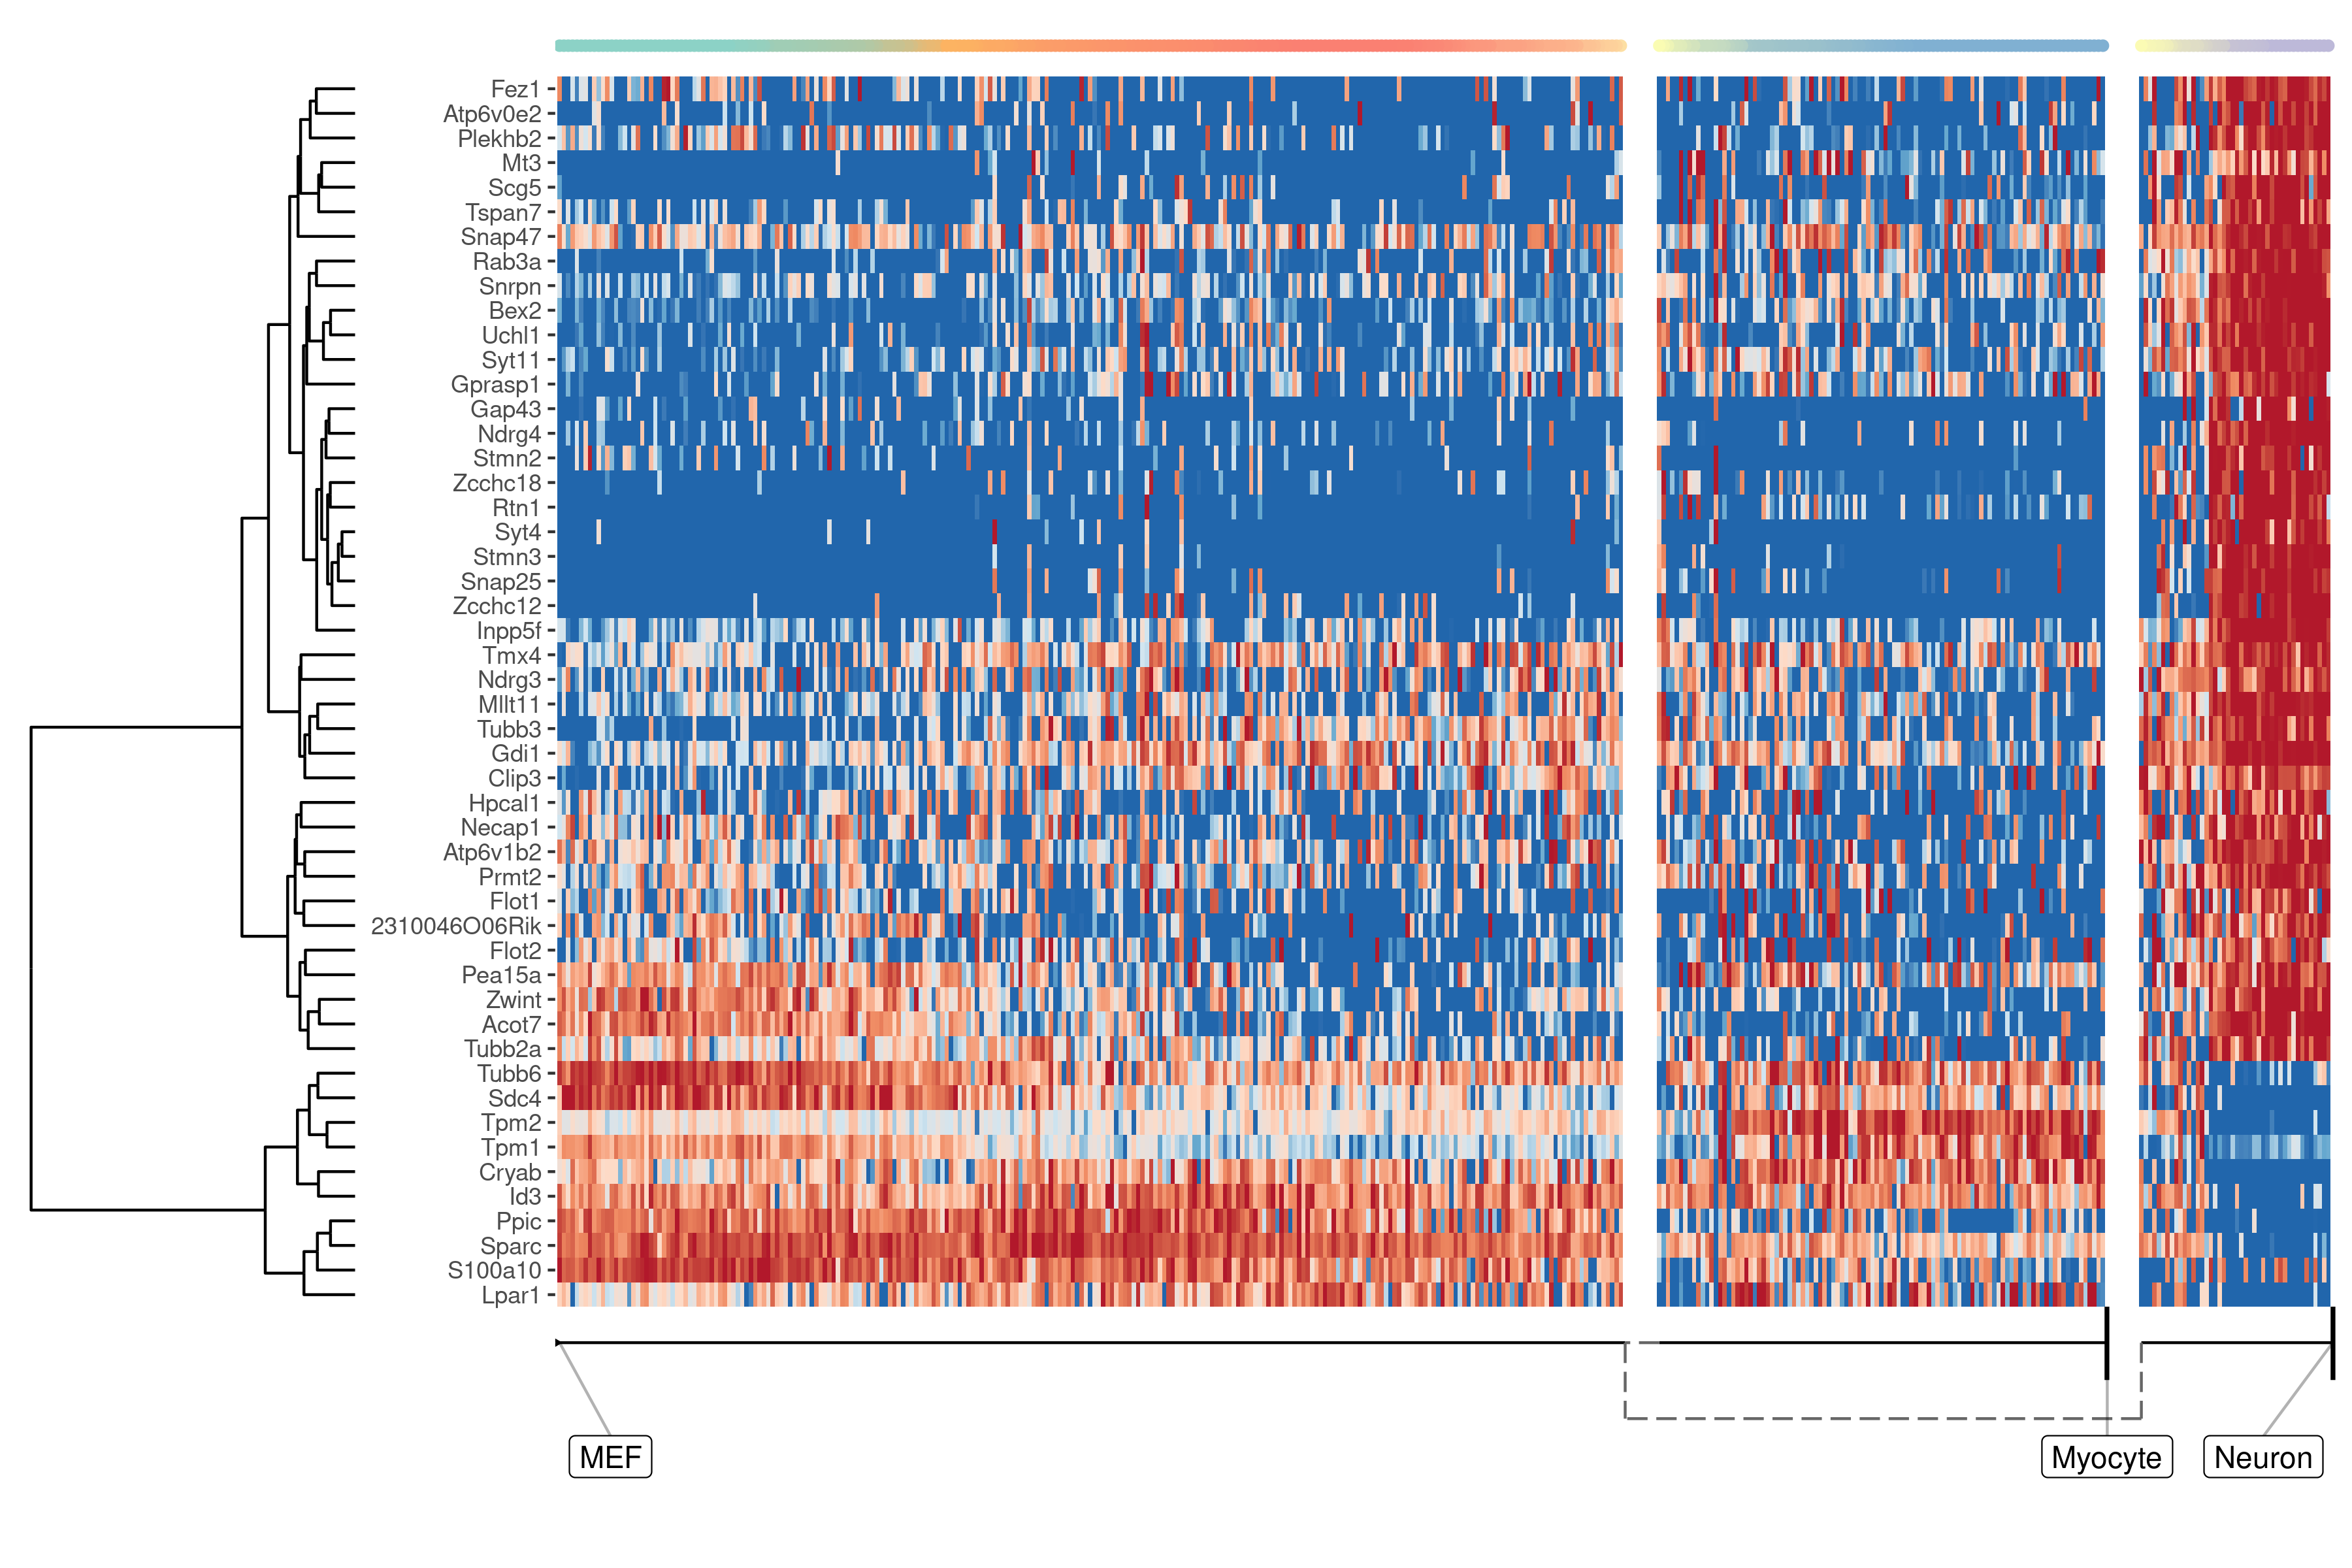 Fez1
Atp6v0e2
Plekhb2
Mt3
Scg5
Tspan7
Snap47
Rab3a
Snrpn
Bex2
Uchl1
Syt11
Gprasp1
Gap43
Ndrg4
Stmn2
Zcchc18
Rtn1
Syt4
Stmn3
Snap25
Zcchc12
Inpp5f
Tmx4
Ndrg3
Mllt11
Tubb3
Gdi1
Clip3
Hpcal1
Necap1
Atp6v1b2
Prmt2
Flot1
2310046O06Rik
Flot2
Pea15a
Zwint
Acot7
Tubb2a
Tubb6
Sdc4
Tpm2
Tpm1
Cryab
Id3
Ppic
Sparc
S100a10
Lpar1
MEF
Myocyte
Neuron